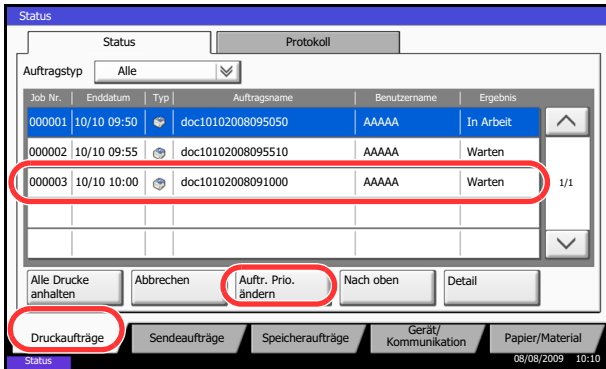 Status
Status Protokoll
Auftragstyp Alle
Job Nr. Enddatum Typ Auftragsname Benutzername Ergebnis
000001 10/10 09:50 doc10102008095050 AAAAA In Arbeit
000002 10/10 09:55 doc10102008095510 AAAAA Warten
000003 10/10 10:00 doc10102008091000 AAAAA Warten 1/1
Alle Drucke anhalten Abbrechen Auftr. Prio. ändern Nach oben Detail
Druckaufträge Sendeaufträge Speicheraufträge Gerät/ Kommunikation Papier/Material
Status 08/08/2009 10:10